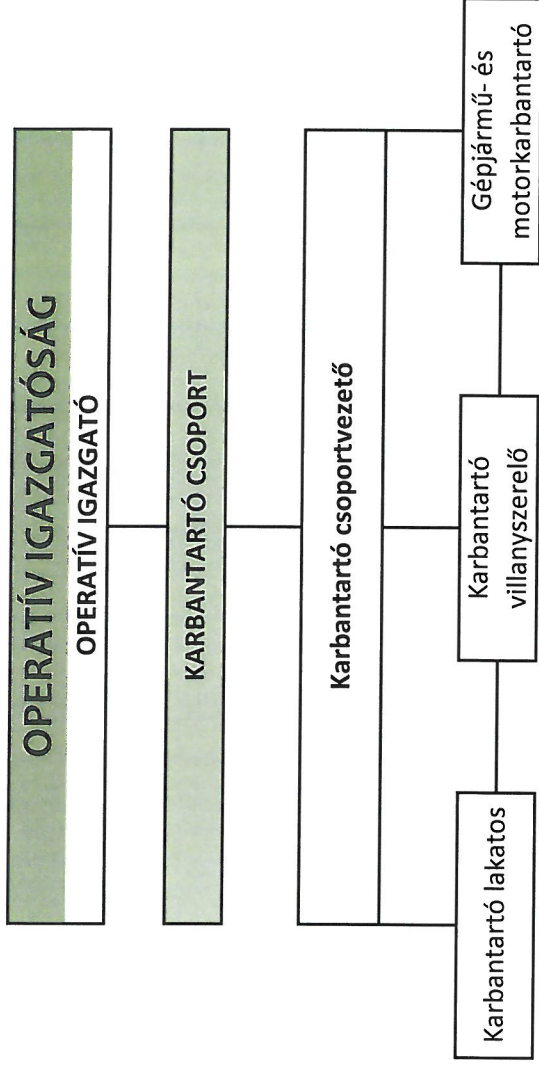 OPERATÍV IGAZGATÓSÁG
OPERATÍV IGAZGATÓ
KARBANTARTÓ CSOPORT
Karbantartó csoportvezető
Karbantartó lakatos
Karbantartó
villanyszerelő
Gépjármű- és
motorkarbantartó